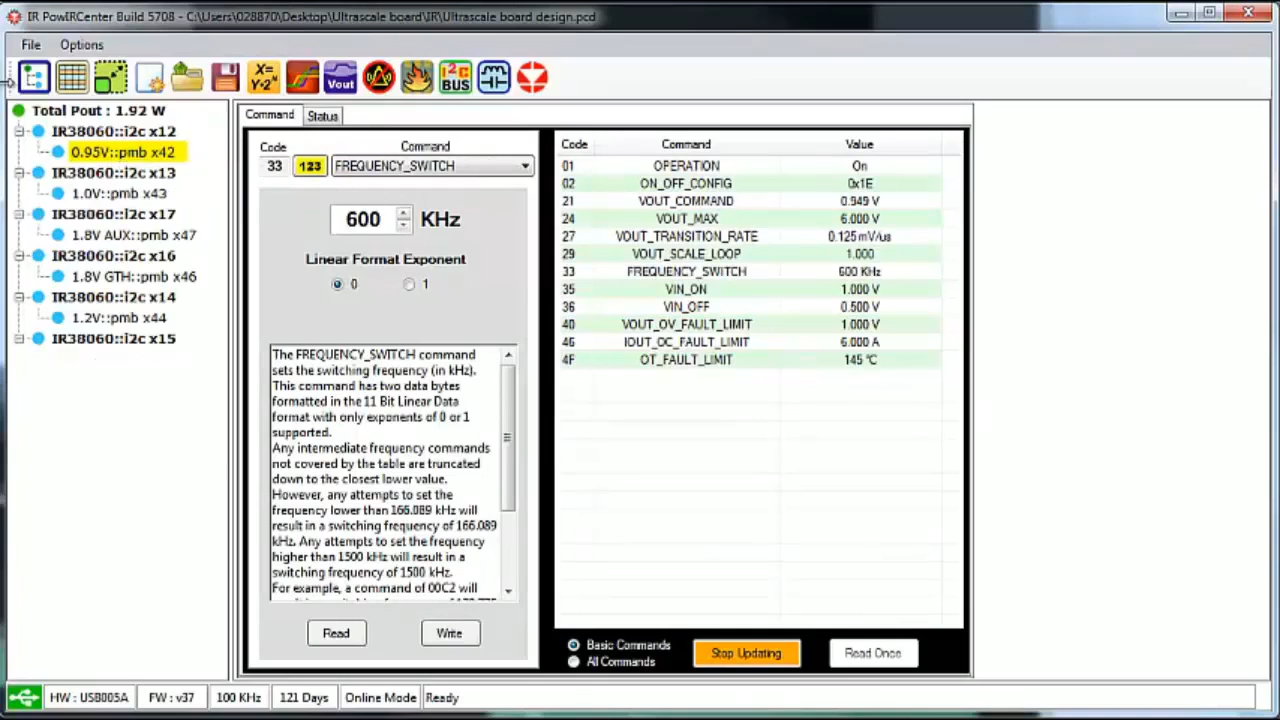 IR PowIRCenter Build 5708 - C:\Users\028870\Desktop\Ultrascale board\IR\Ultrascale board design.pcd
File Options
X=
Y·2ᴺ
Vout
I2C
BUS
Total Pout : 1.92 W
IR38060::i2c x12
0.95V::pmb x42
IR38060::i2c x13
1.0V::pmb x43
IR38060::i2c x17
1.8V AUX::pmb x47
IR38060::i2c x16
1.8V GTH::pmb x46
IR38060::i2c x14
1.2V::pmb x44
IR38060::i2c x15
Command Status
Code Command
33 123 FREQUENCY_SWITCH
600 KHz
Linear Format Exponent
0 1
The FREQUENCY_SWITCH command
sets the switching frequency (in kHz).
This command has two data bytes
formatted in the 11 Bit Linear Data
format with only exponents of 0 or 1
supported.
Any intermediate frequency commands
not covered by the table are truncated
down to the closest lower value.
However, any attempts to set the
frequency lower than 166.089 kHz will
result in a switching frequency of 166.089
kHz. Any attempts to set the frequency
higher than 1500 kHz will result in a
switching frequency of 1500 kHz.
For example, a command of 00C2 will
Read Write
Code Command Value
01 OPERATION On
02 ON_OFF_CONFIG 0x1E
21 VOUT_COMMAND 0.949 V
24 VOUT_MAX 6.000 V
27 VOUT_TRANSITION_RATE 0.125 mV/us
29 VOUT_SCALE_LOOP 1.000
33 FREQUENCY_SWITCH 600 KHz
35 VIN_ON 1.000 V
36 VIN_OFF 0.500 V
40 VOUT_OV_FAULT_LIMIT 1.000 V
46 IOUT_OC_FAULT_LIMIT 6.000 A
4F OT_FAULT_LIMIT 145 °C
Basic Commands
All Commands
Stop Updating
Read Once
HW : USB005A FW : v37 100 KHz 121 Days Online Mode Ready